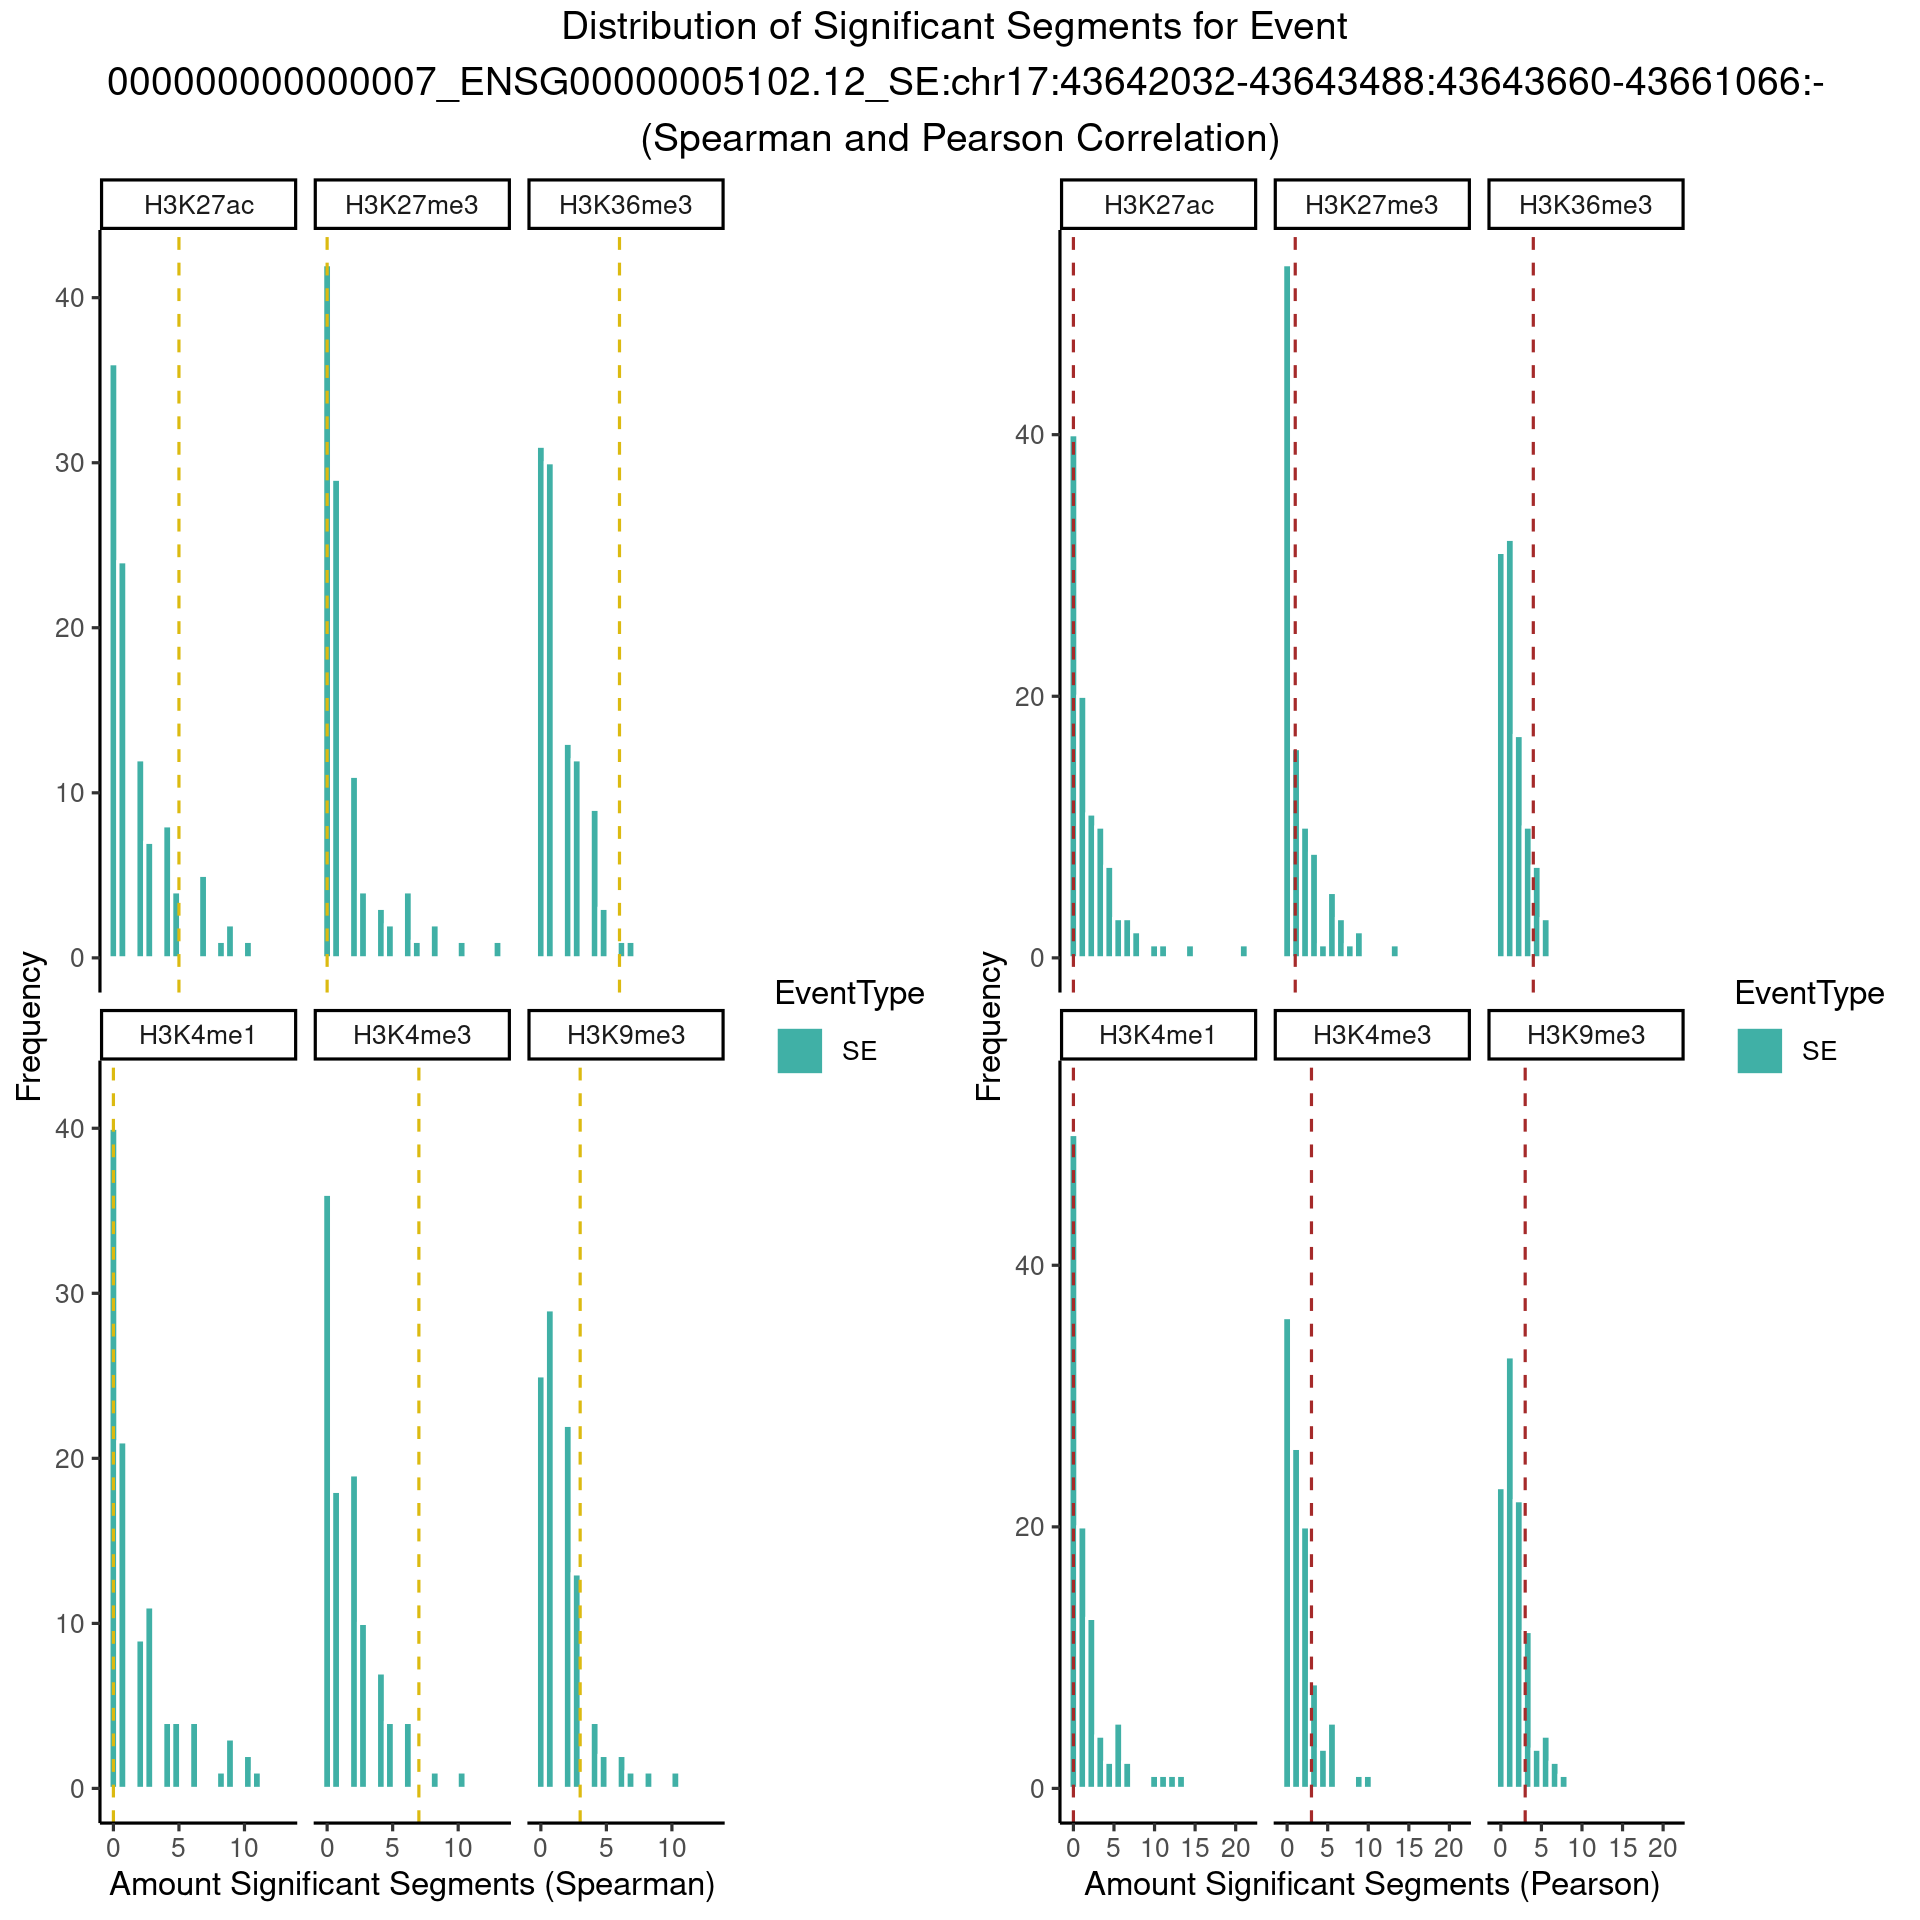 Distribution of Significant Segments for Event
000000000000007_ENSG00000005102.12_SE:chr17:43642032-43643488:43643660-43661066:-
(Spearman and Pearson Correlation)
H3K27ac H3K27me3 H3K36me3
40
30
20
10
0
H3K4me1 H3K4me3 H3K9me3
40
30
20
10
0
0 5 10 0 5 10 0 5 10
Frequency
Amount Significant Segments (Spearman)
EventType
SE
H3K27ac H3K27me3 H3K36me3
40
20
0
H3K4me1 H3K4me3 H3K9me3
40
20
0
0 5 10 15 20 0 5 10 15 20 0 5 10 15 20
Frequency
Amount Significant Segments (Pearson)
EventType
SE